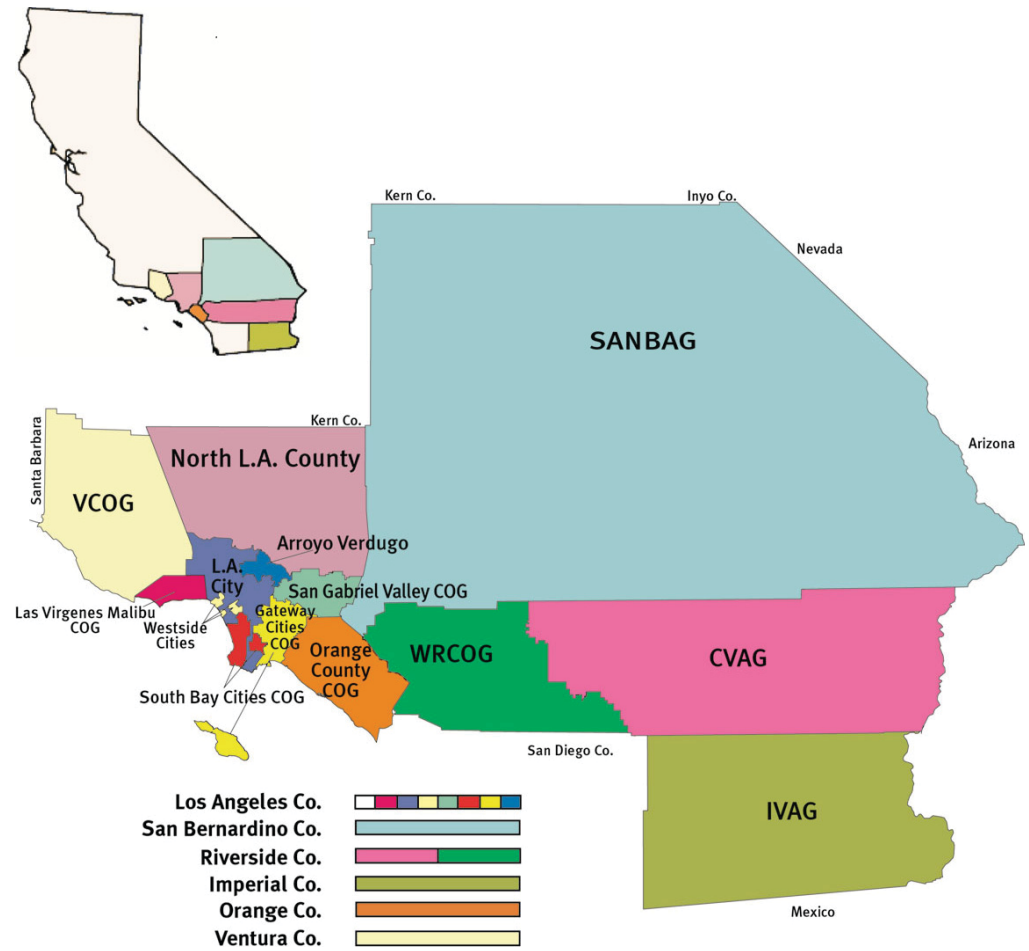 Kern Co.
Inyo Co.
Nevada
SANBAG
Santa Barbara
Kern Co.
Arizona
North L.A. County
VCOG
Arroyo Verdugo
L.A.
City
San Gabriel Valley COG
Las Virgenes Malibu
COG
Westside
Cities
Gateway
Cities
COG
Orange
County
COG
WRCOG
CVAG
South Bay Cities COG
San Diego Co.
IVAG
Mexico
Los Angeles Co.
San Bernardino Co.
Riverside Co.
Imperial Co.
Orange Co.
Ventura Co.